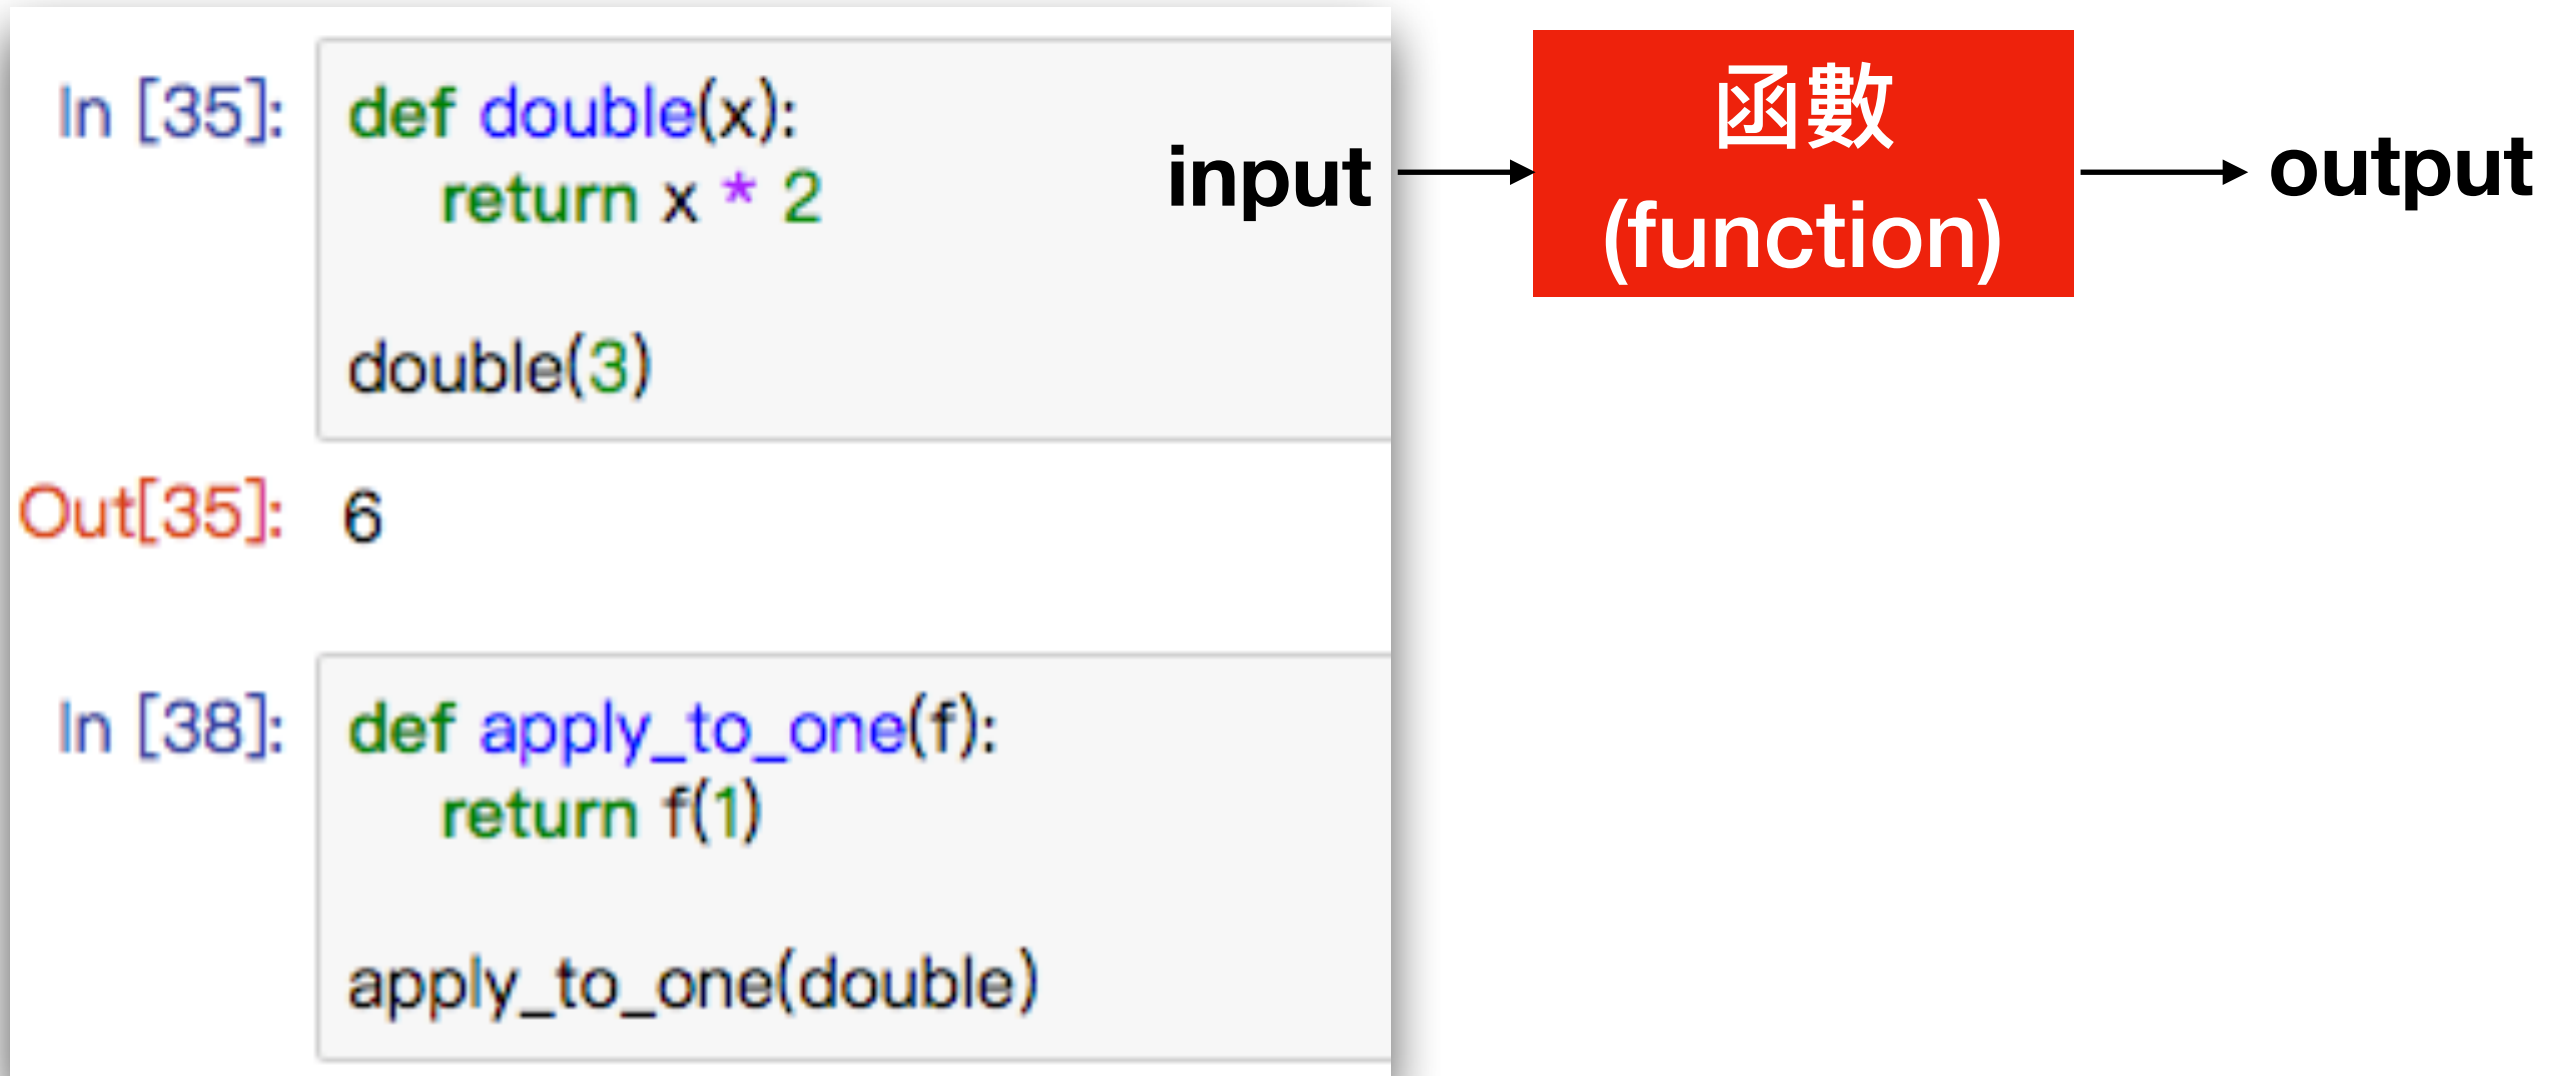 In [35]:
def double(x):
    return x * 2
double(3)
Out[35]: 6
In [38]:
def apply_to_one(f):
    return f(1)
apply_to_one(double)
input
函數
(function)
output